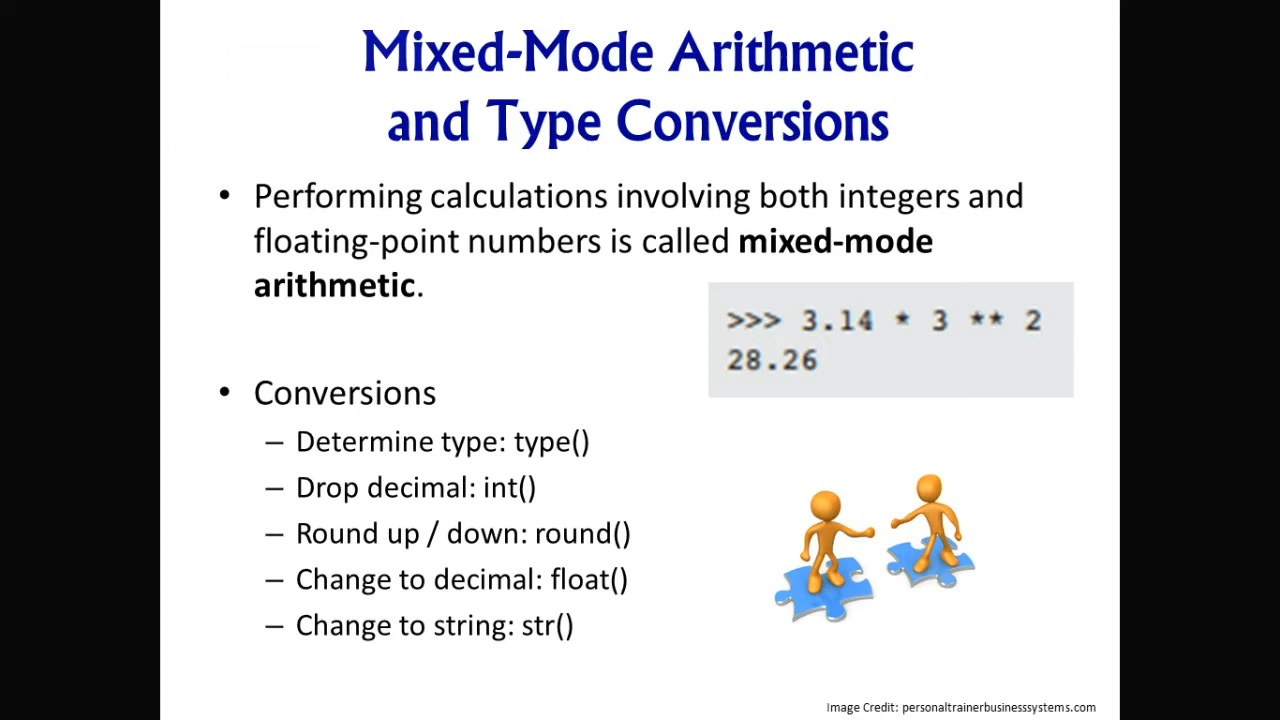 Mixed-Mode Arithmetic
and Type Conversions
• Performing calculations involving both integers and
floating-point numbers is called mixed-mode
arithmetic.
>>> 3.14 * 3 ** 2
28.26
• Conversions
– Determine type: type()
– Drop decimal: int()
– Round up / down: round()
– Change to decimal: float()
– Change to string: str()
Image Credit: personaltrainerbusinesssystems.com